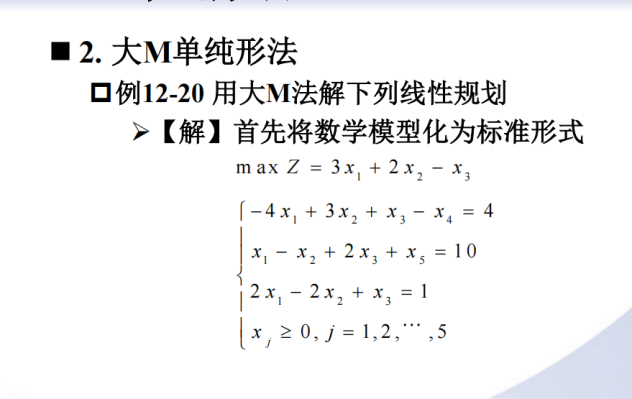 ■ 2. 大M单纯形法
例12-20 用大M法解下列线性规划
➢【解】首先将数学模型化为标准形式
max Z = 3x₁ + 2x₂ − x₃
−4x₁ + 3x₂ + x₃ − x₄ = 4
x₁ − x₂ + 2x₃ + x₅ = 10
2x₁ − 2x₂ + x₃ = 1
xⱼ ≥ 0, j = 1,2,⋯,5